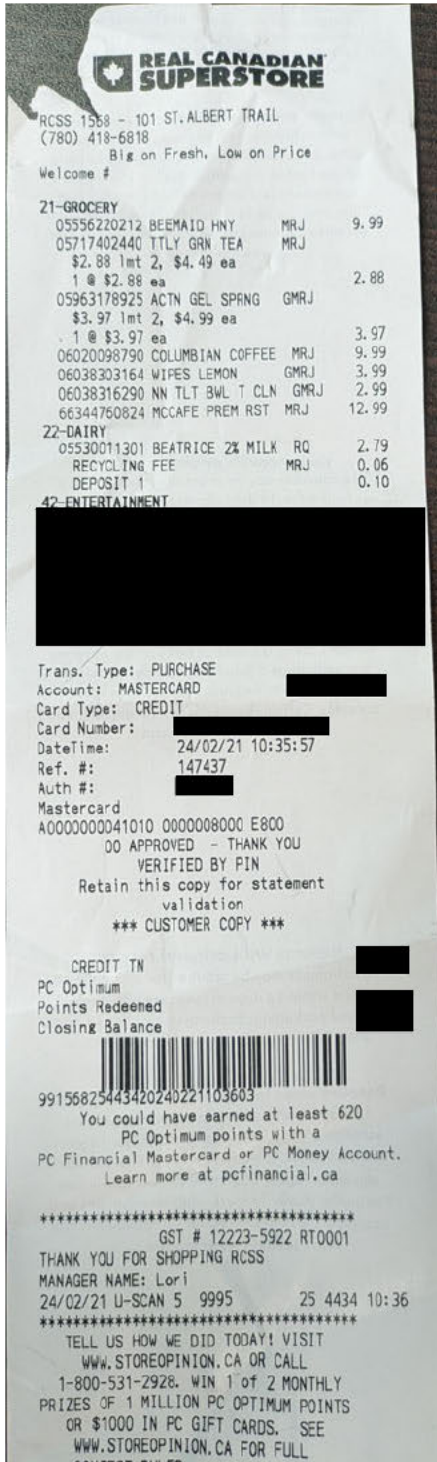 REAL CANADIAN
SUPERSTORE
RCSS 1558 - 101 ST.ALBERT TRAIL
(780) 418-6818
Big on Fresh, Low on Price
Welcome #
21-GROCERY
05556220212 BEEMAID HNY MRJ 9.99
05717402440 TTLY GRN TEA MRJ
$2.88 lmt 2, $4.49 ea
1 @ $2.88 ea 2.88
05963178925 ACTN GEL SPRNG GMRJ
$3.97 lmt 2, $4.99 ea
1 @ $3.97 ea 3.97
06020098790 COLUMBIAN COFFEE MRJ 9.99
06038303164 WIPES LEMON GMRJ 3.99
06038316290 NN TLT BWL T CLN GMRJ 2.99
66344760824 MCCAFE PREM RST MRJ 12.99
22-DAIRY
05530011301 BEATRICE 2% MILK RQ 2.79
RECYCLING FEE MRJ 0.06
DEPOSIT 1 0.10
42-ENTERTAINMENT
Trans. Type: PURCHASE
Account: MASTERCARD
Card Type: CREDIT
Card Number:
DateTime: 24/02/21 10:35:57
Ref. #: 147437
Auth #:
Mastercard
A0000000041010 0000008000 E800
00 APPROVED - THANK YOU
VERIFIED BY PIN
Retain this copy for statement
validation
*** CUSTOMER COPY ***
CREDIT TN
PC Optimum
Points Redeemed
Closing Balance
99155825443420240221103603
You could have earned at least 620
PC Optimum points with a
PC Financial Mastercard or PC Money Account.
Learn more at pcfinancial.ca
************************************
GST # 12223-5922 RT0001
THANK YOU FOR SHOPPING RCSS
MANAGER NAME: Lori
24/02/21 U-SCAN 5 9995 25 4434 10:36
************************************
TELL US HOW WE DID TODAY! VISIT
WWW.STOREOPINION.CA OR CALL
1-800-531-2928. WIN 1 of 2 MONTHLY
PRIZES OF 1 MILLION PC OPTIMUM POINTS
OR $1000 IN PC GIFT CARDS. SEE
WWW.STOREOPINION.CA FOR FULL